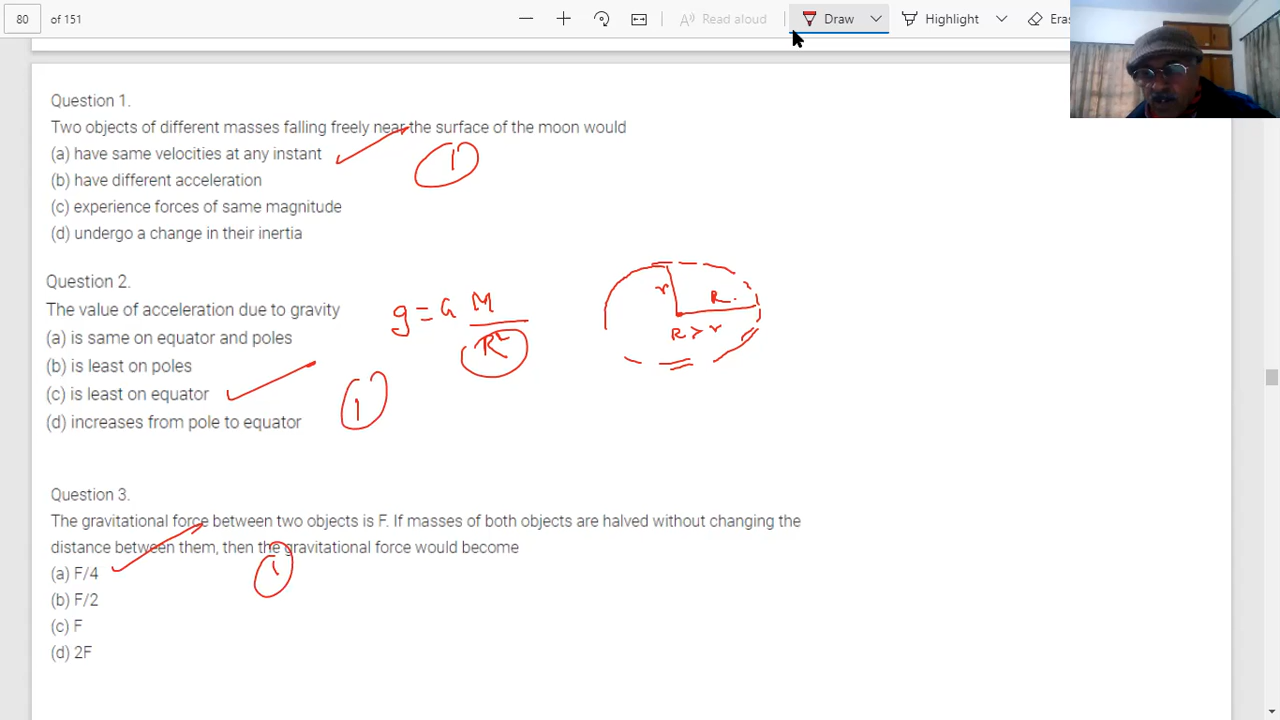 80 of 151 Read aloud Draw Highlight Eras
Question 1.
Two objects of different masses falling freely near the surface of the moon would
(a) have same velocities at any instant
(b) have different acceleration
(c) experience forces of same magnitude
(d) undergo a change in their inertia
1
Question 2.
The value of acceleration due to gravity
(a) is same on equator and poles
(b) is least on poles
(c) is least on equator
(d) increases from pole to equator
g = G M
R²
r
R
R > r
1
Question 3.
The gravitational force between two objects is F. If masses of both objects are halved without changing the
distance between them, then the gravitational force would become
(a) F/4
(b) F/2
(c) F
(d) 2F
1